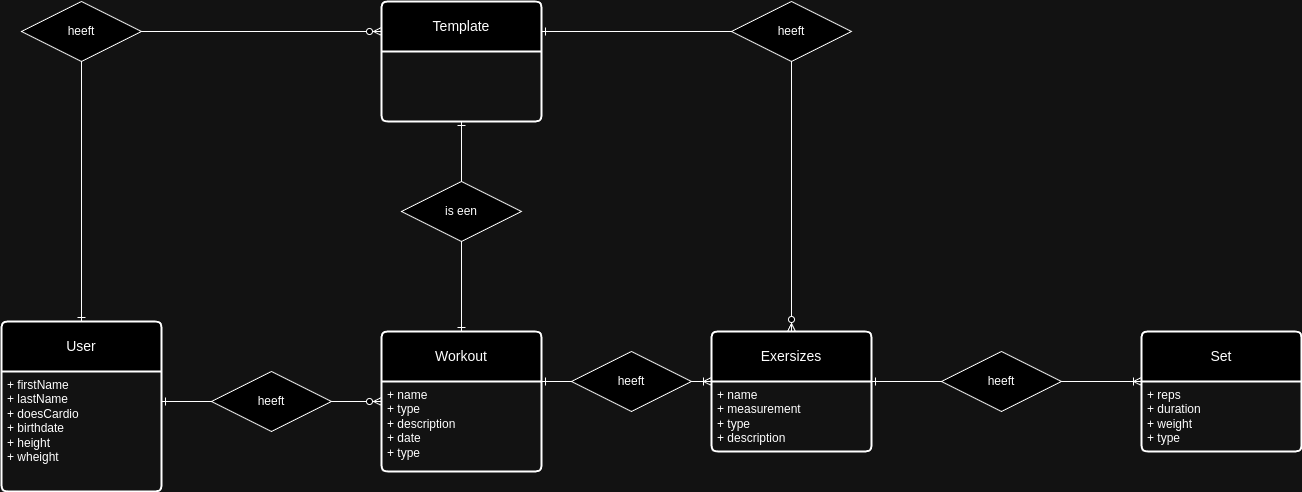 heeft
Template
heeft
is een
User
+ firstName
+ lastName
+ doesCardio
+ birthdate
+ height
+ wheight
heeft
Workout
+ name
+ type
+ description
+ date
+ type
heeft
Exersizes
+ name
+ measurement
+ type
+ description
heeft
Set
+ reps
+ duration
+ weight
+ type